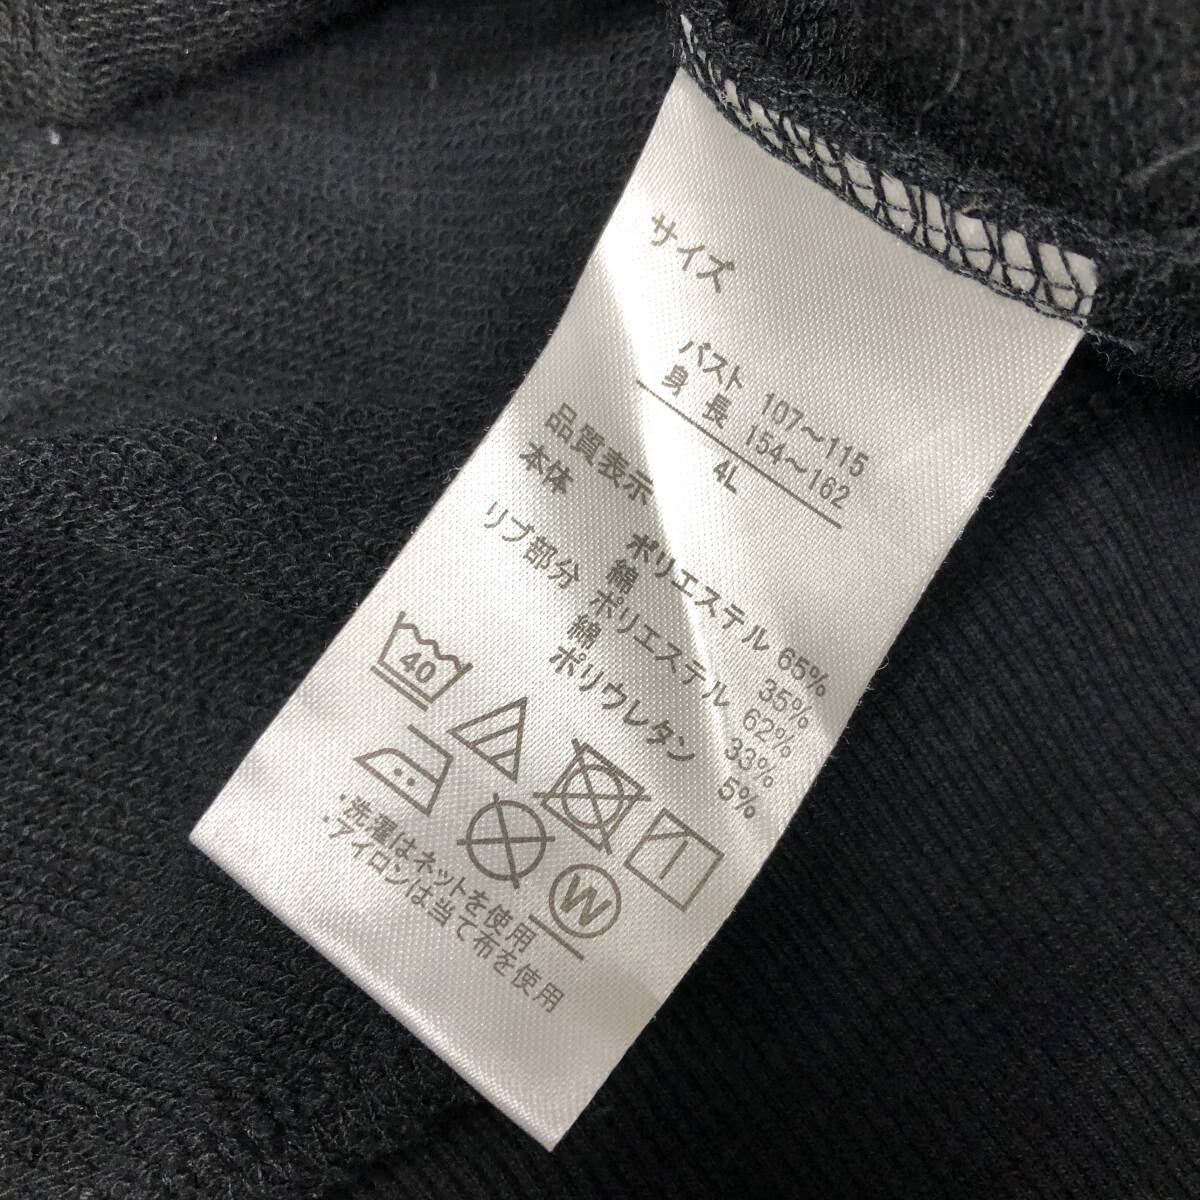 サイズ
バスト 107～115
身長 154～162
4L
品質表示
本体 ポリエステル 65%
綿 35%
リブ部分 ポリエステル 62%
綿 33%
ポリウレタン 5%
40
W
・洗濯はネットを使用
・アイロンは当て布を使用